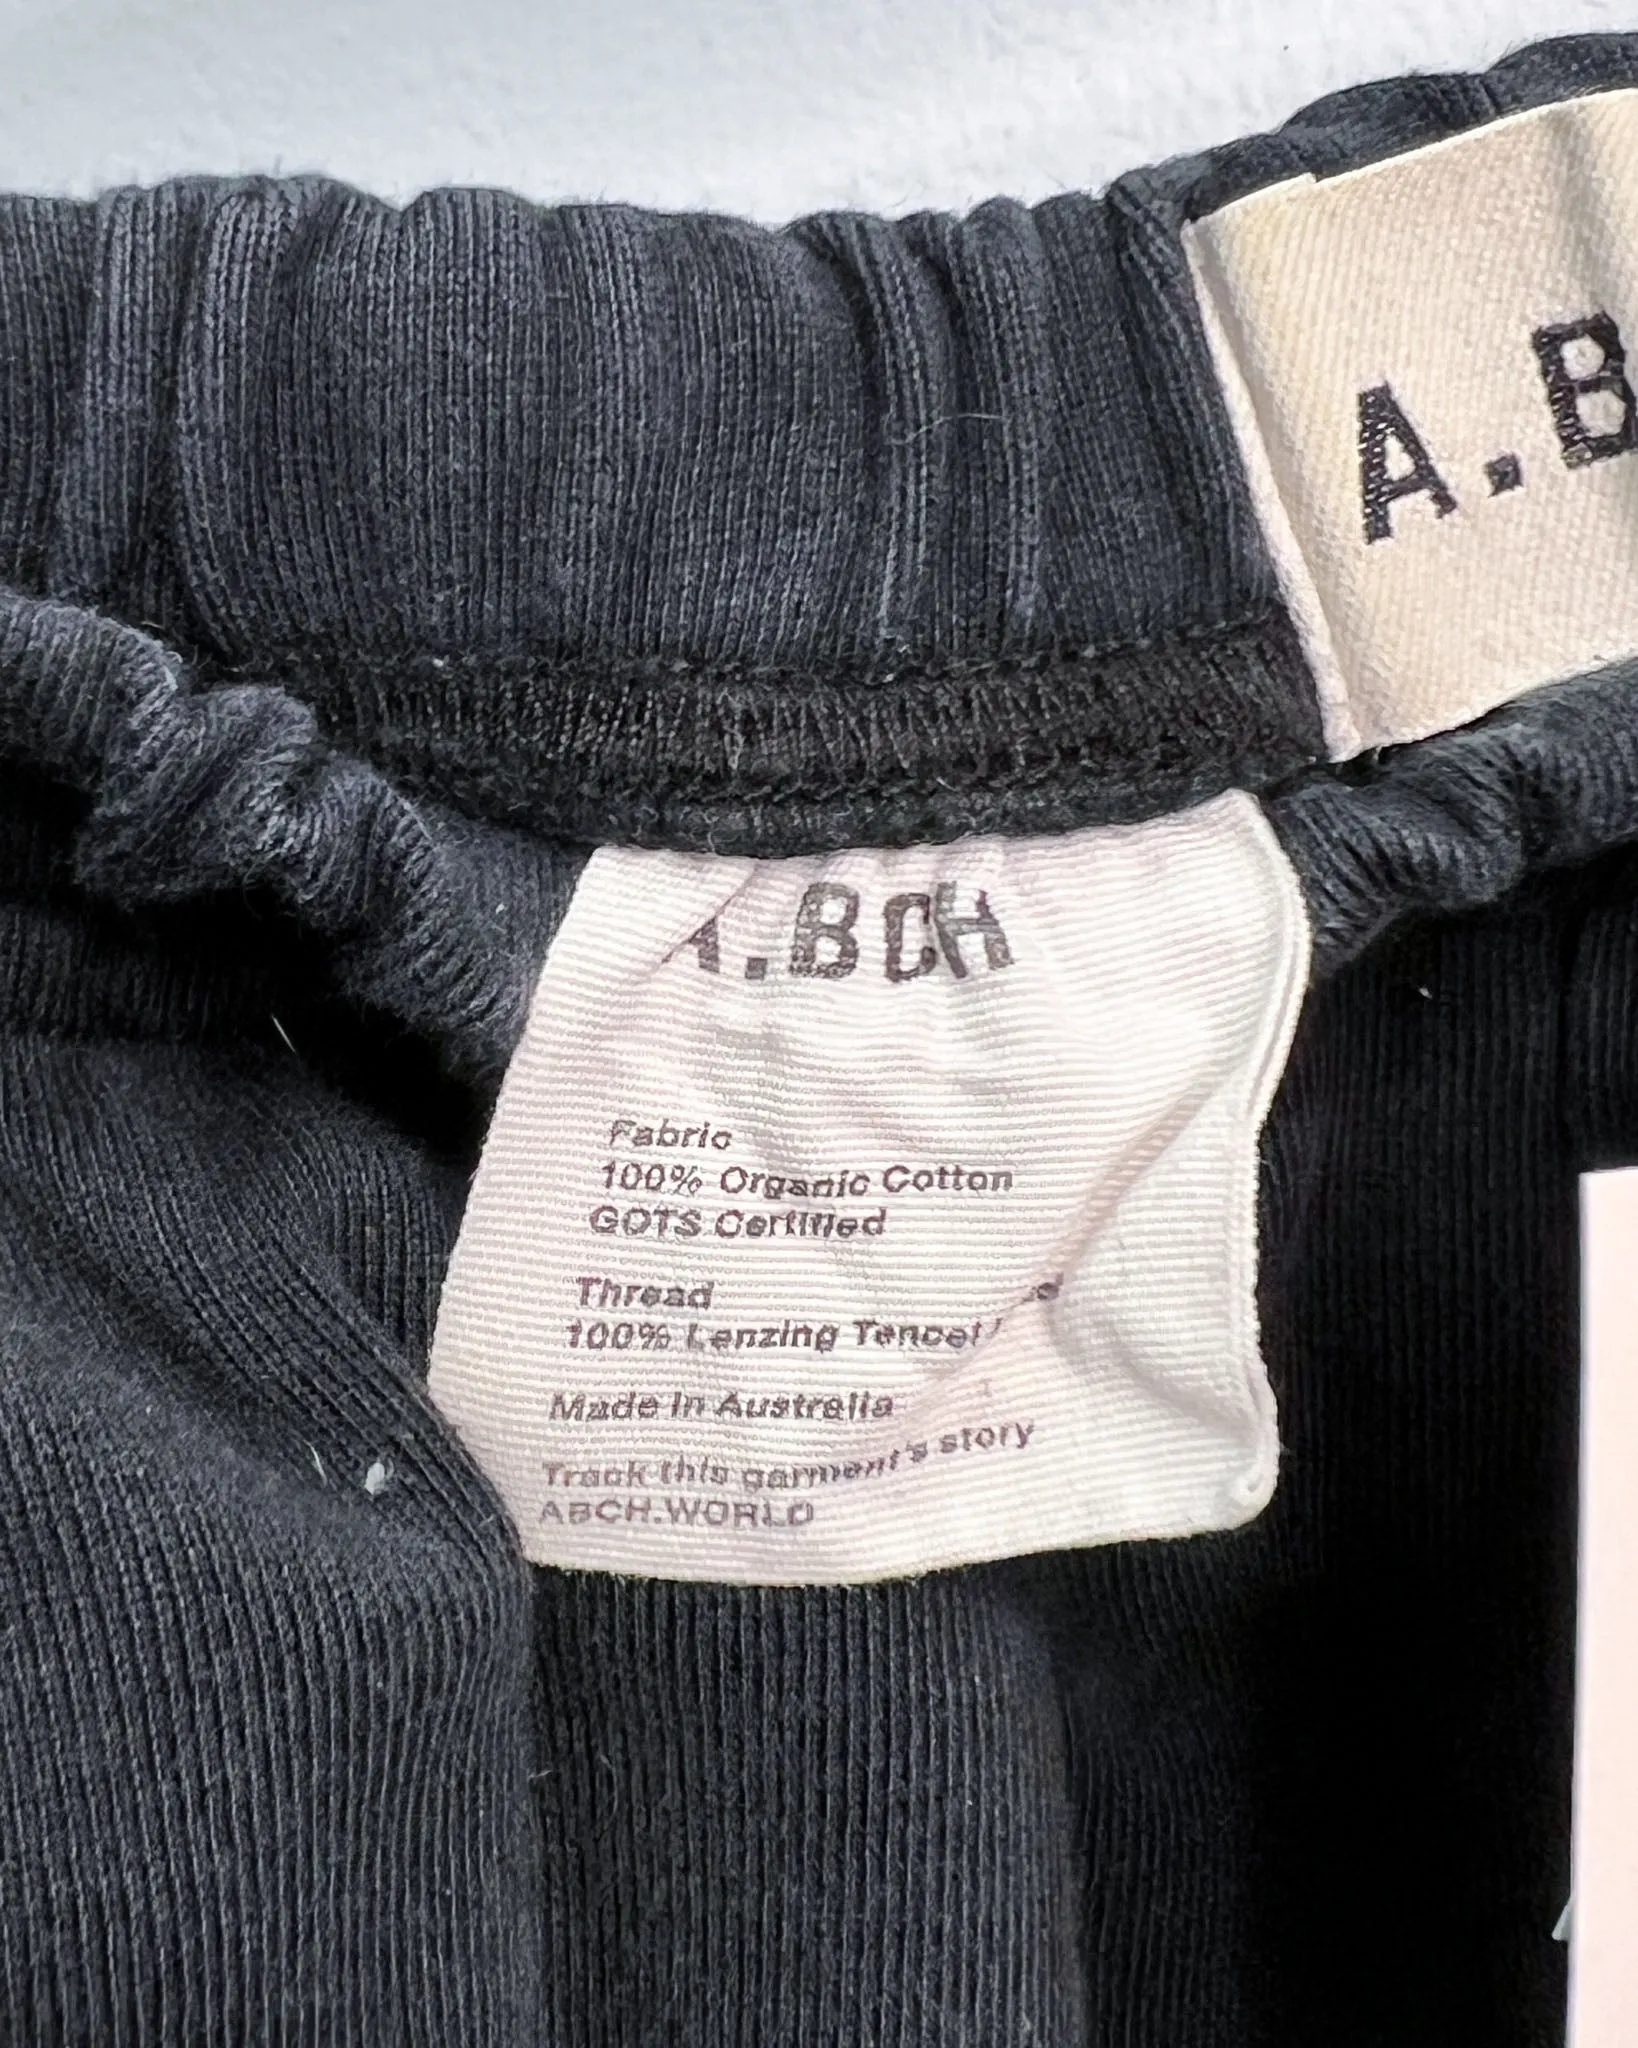 A.B
A.BCH
Fabric
100% Organic Cotton
GOTS Certified
Thread
100% Lenzing Tencel
Made in Australia
Track this garment's story
ABCH.WORLD